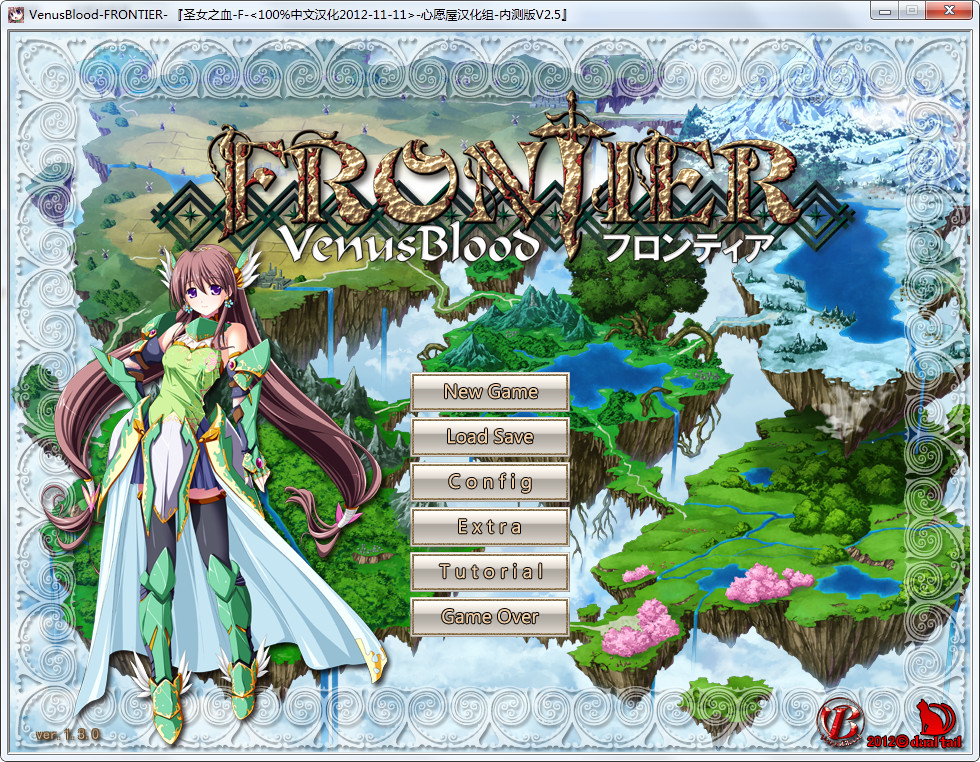 VenusBlood-FRONTIER- 『圣女之血-F-<100%中文汉化2012-11-11>-心愿屋汉化组-内测版V2.5』
FRONTIER
VenusBlood フロンティア
New Game
Load Save
Config
Extra
Tutorial
Game Over
ver.1.3.0
2012©dualtail